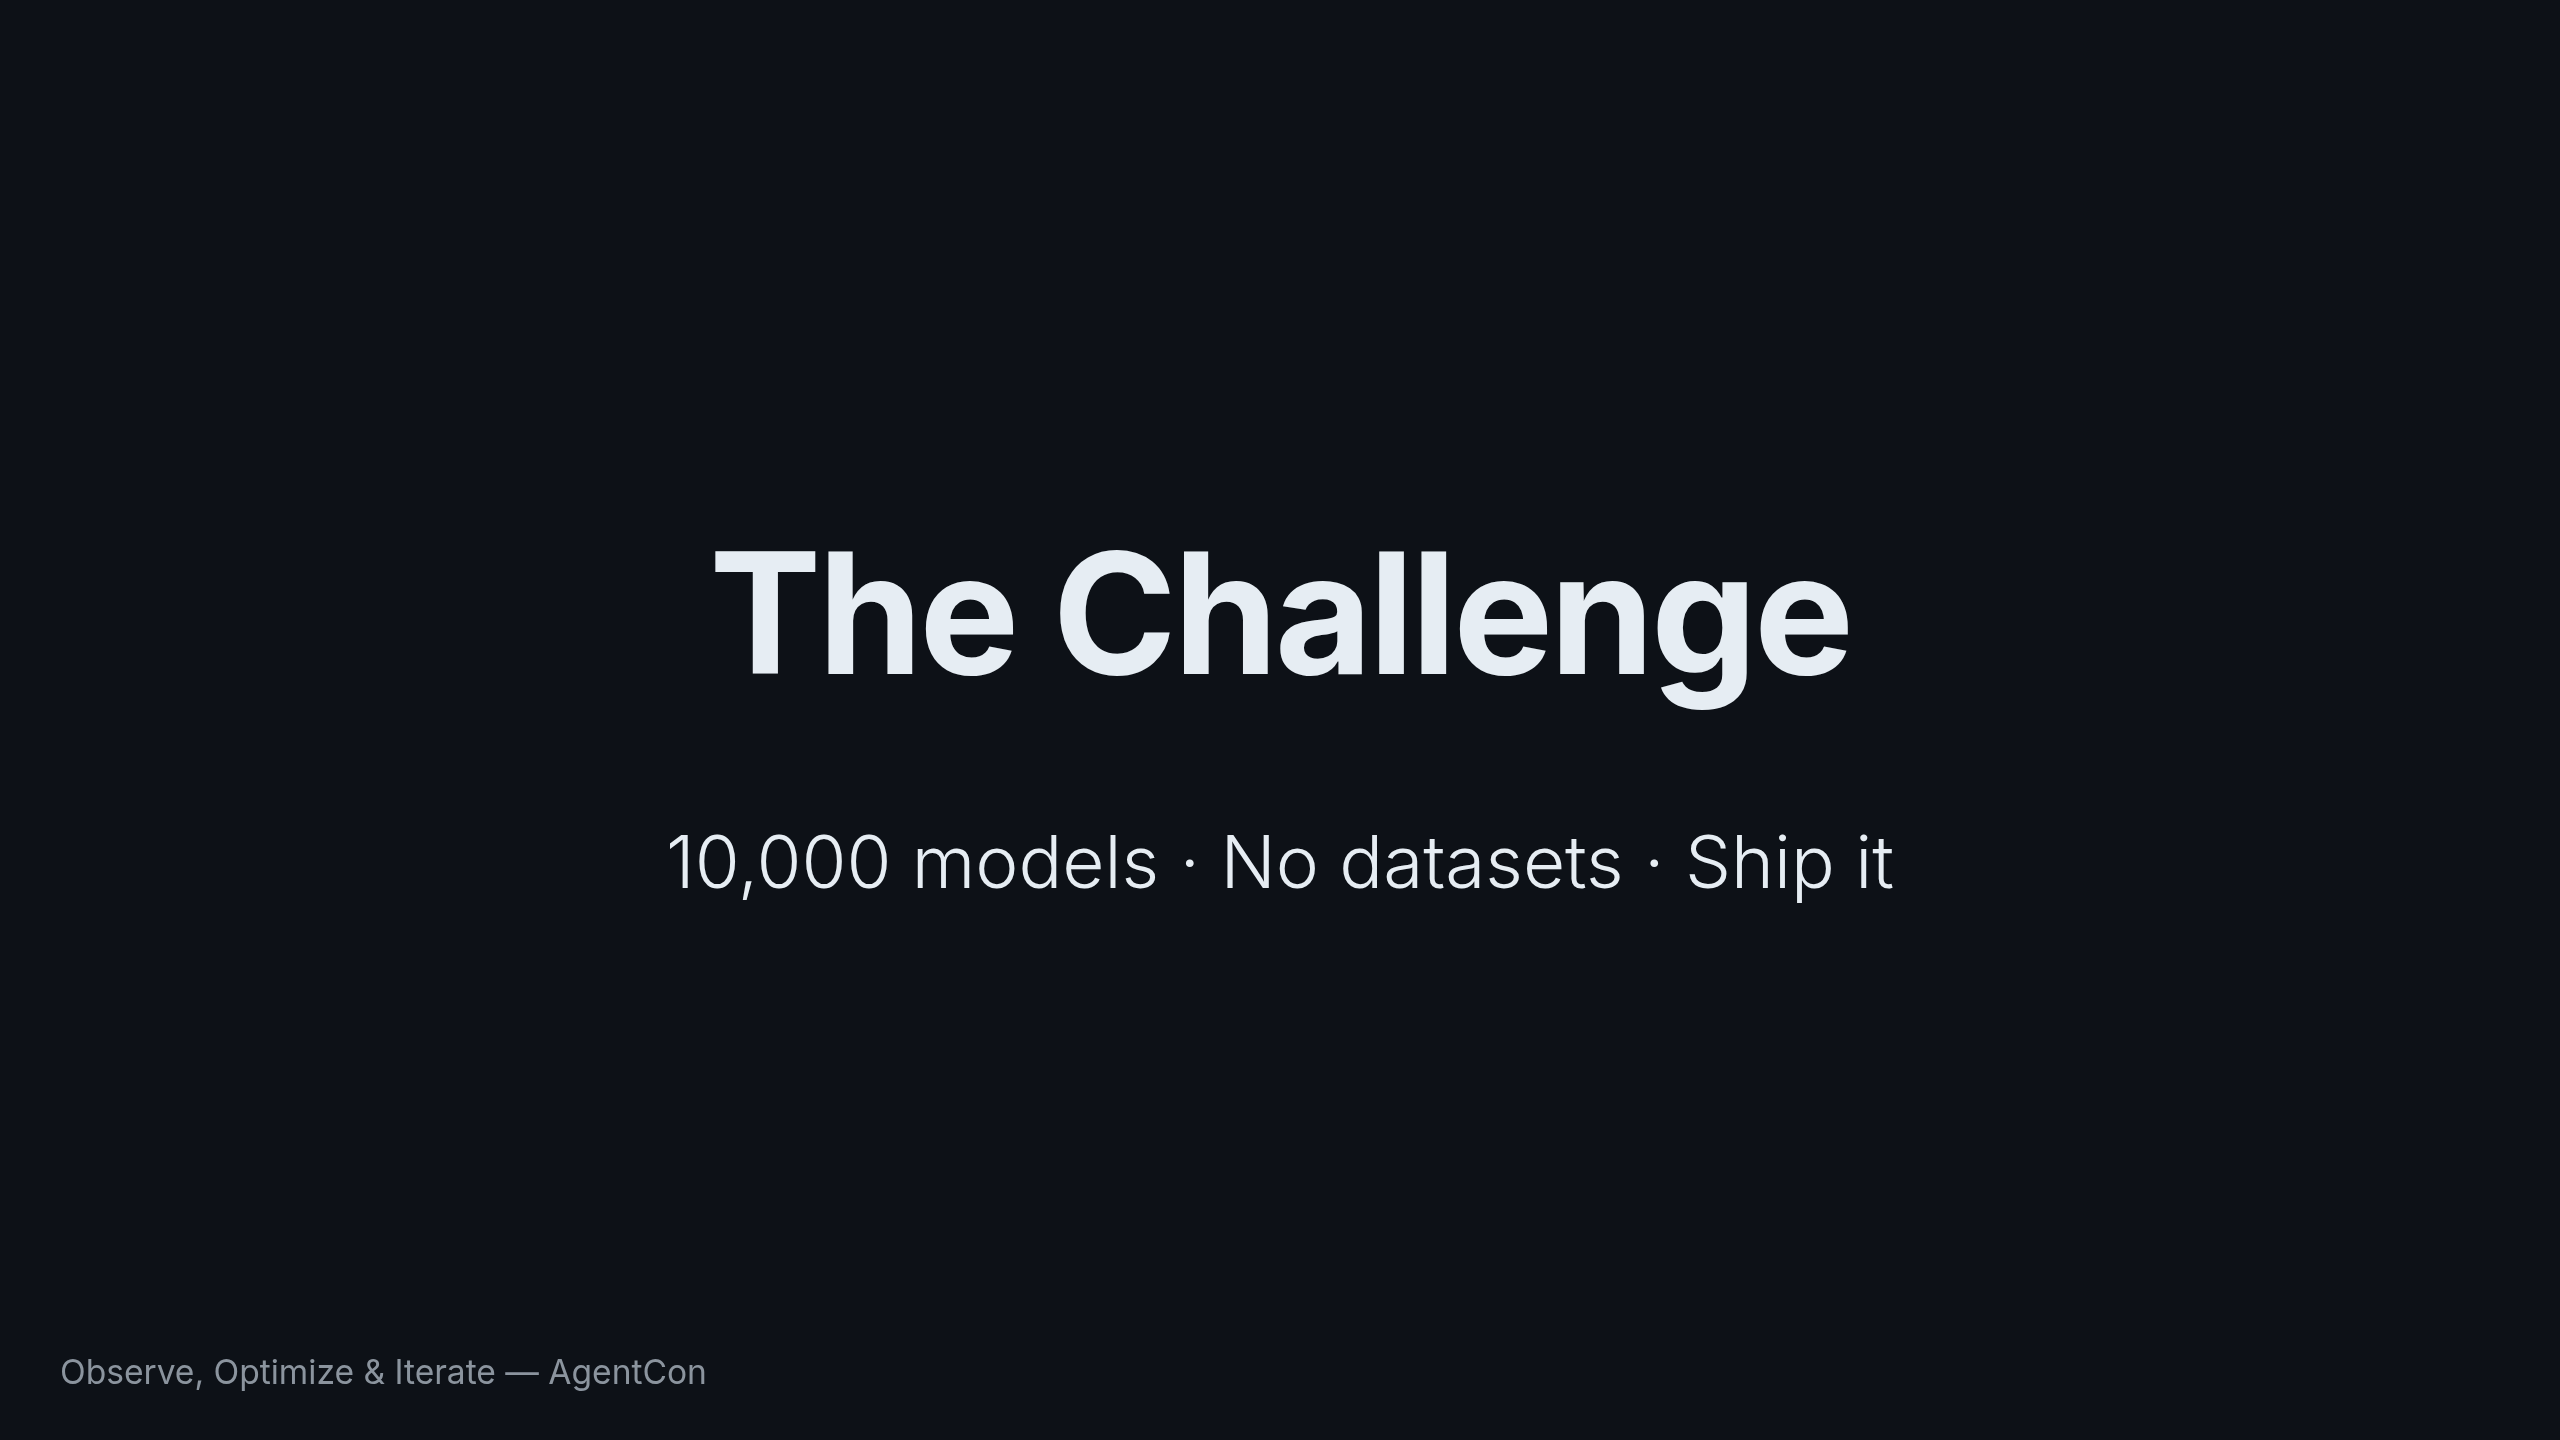 The Challenge
10,000 models · No datasets · Ship it
Observe, Optimize & Iterate — AgentCon